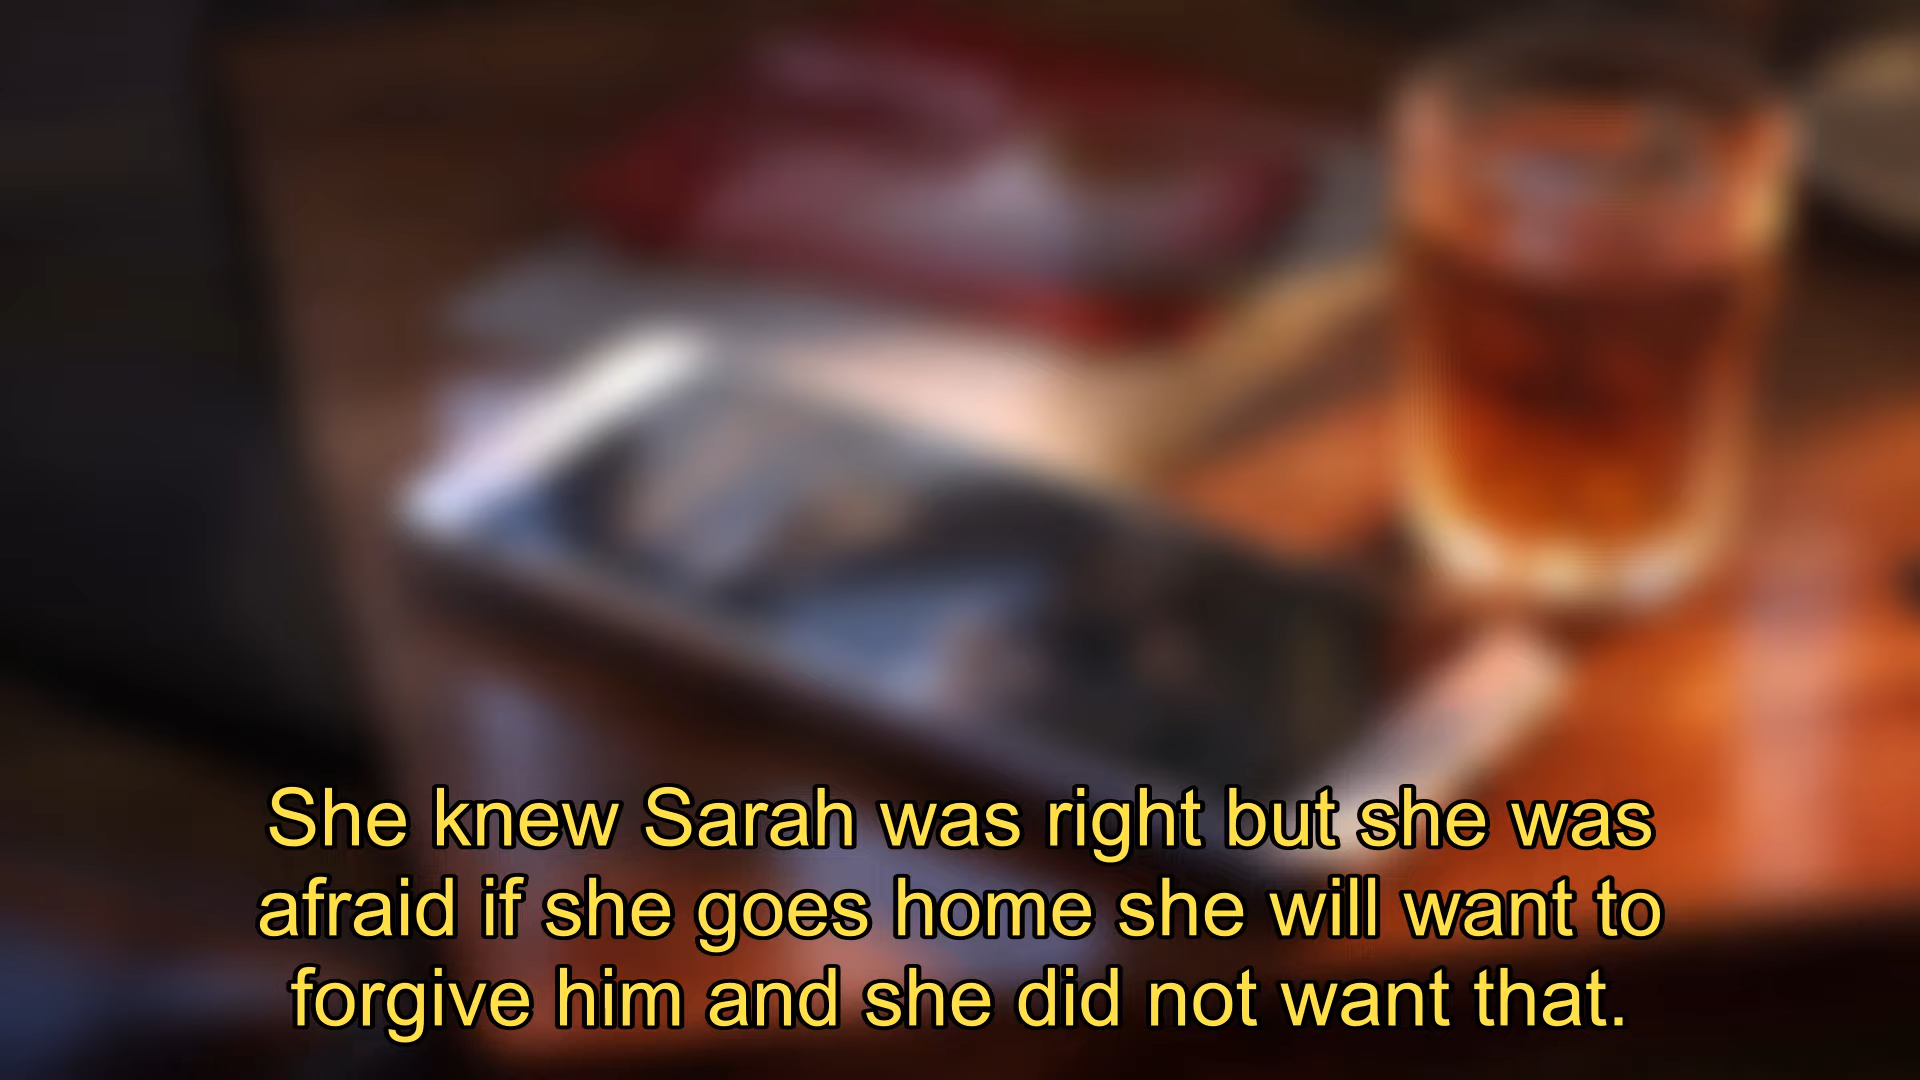 She knew Sarah was right but she was
afraid if she goes home she will want to
forgive him and she did not want that.